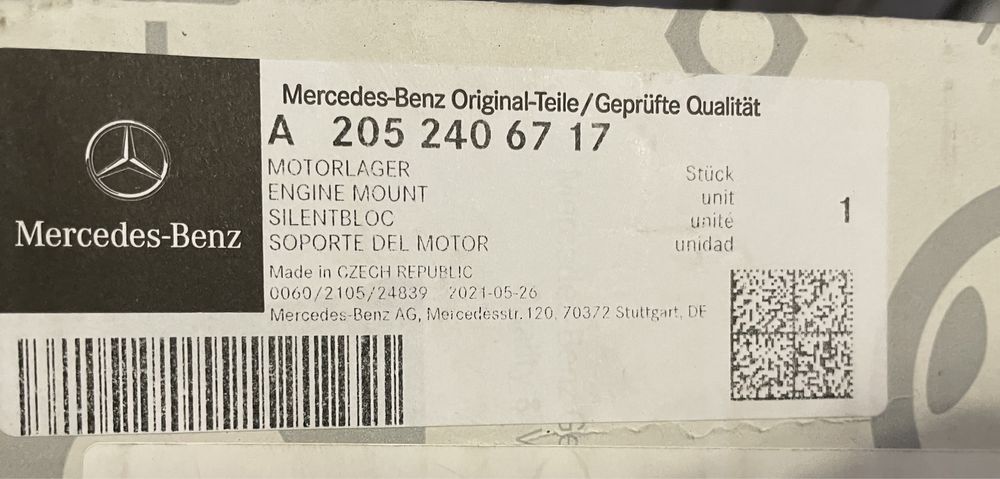 Mercedes-Benz
Mercedes-Benz Original-Teile/Geprüfte Qualität
A 205 240 67 17
MOTORLAGER Stück
ENGINE MOUNT unit
SILENTBLOC unité
SOPORTE DEL MOTOR unidad
1
Made in CZECH REPUBLIC
0060/2105/24839 2021-05-26
Mercedes-Benz AG, Mercedesstr. 120, 70372 Stuttgart, DE